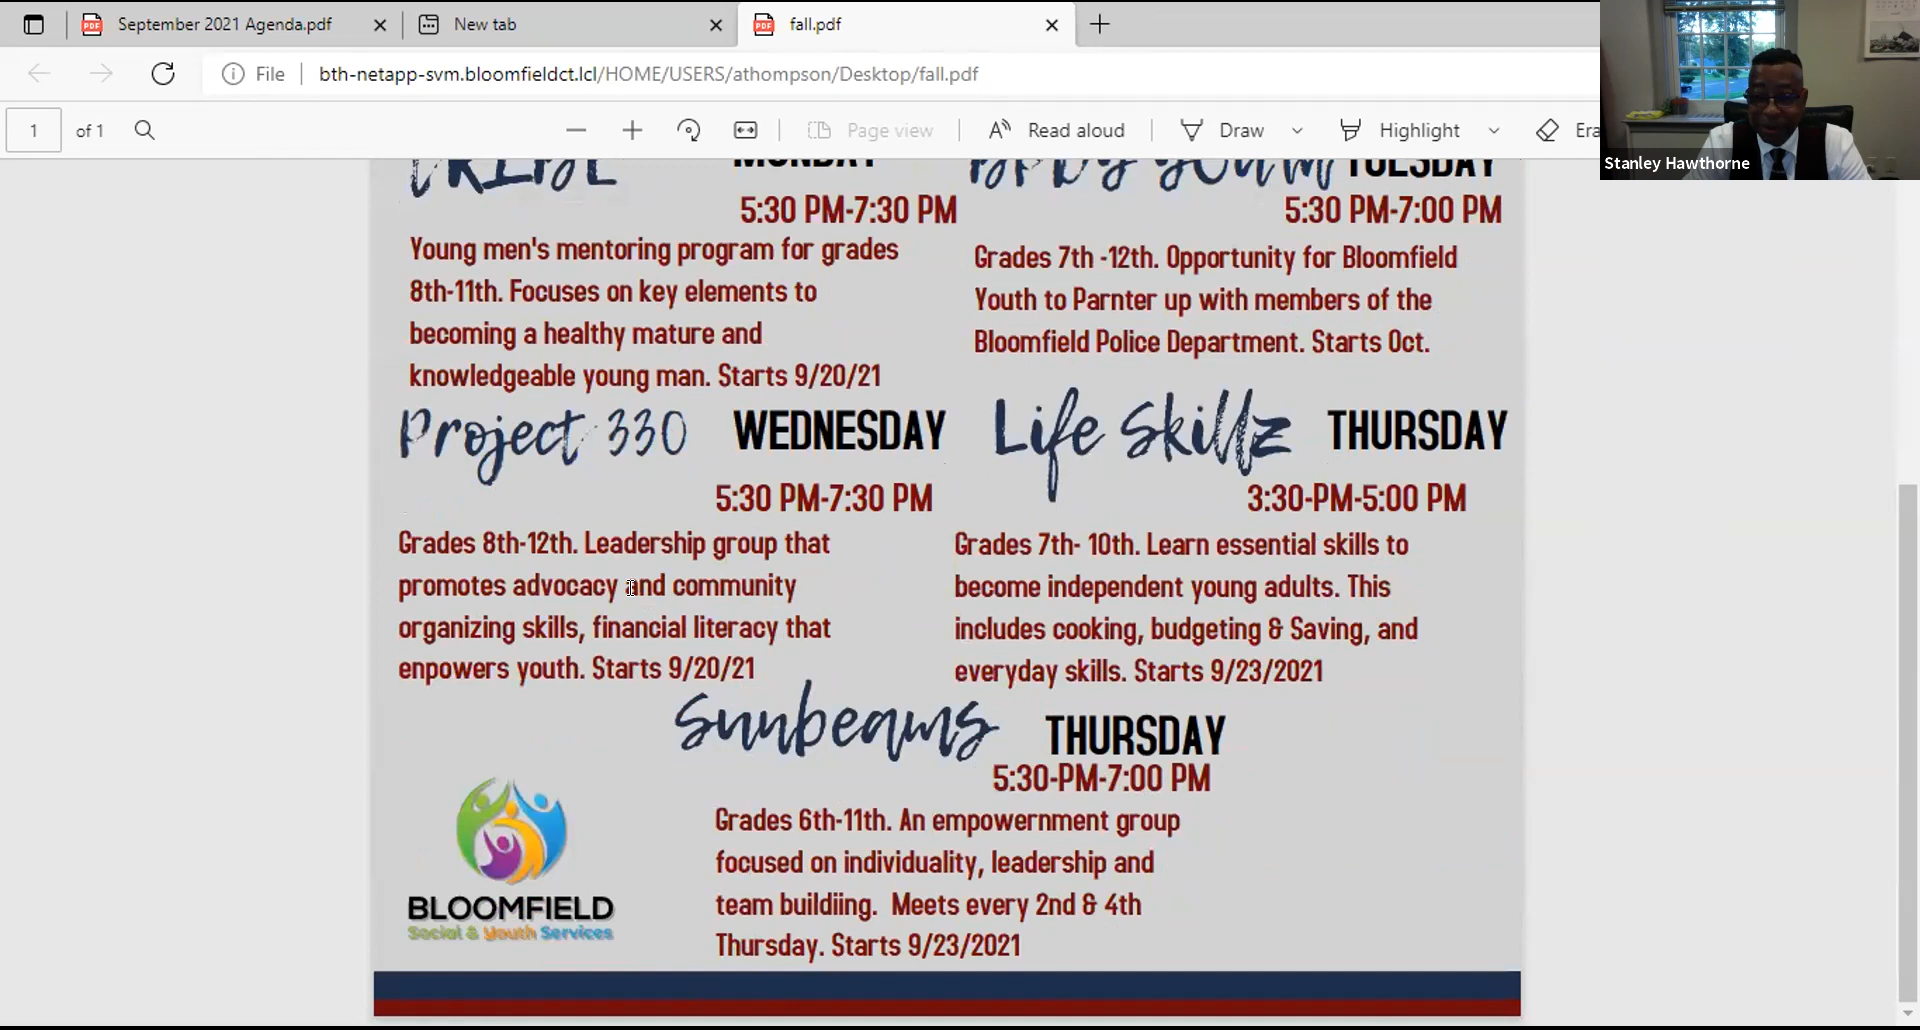 September 2021 Agenda.pdf
New tab
fall.pdf
File
bth-netapp-svm.bloomfieldct.lcl/HOME/USERS/athompson/Desktop/fall.pdf
1 of 1
Page view
Read aloud
Draw
Highlight
Era
Stanley Hawthorne
MONDAY
5:30 PM-7:30 PM
Young men's mentoring program for grades
8th-11th. Focuses on key elements to
becoming a healthy mature and
knowledgeable young man. Starts 9/20/21
TUESDAY
5:30 PM-7:00 PM
Grades 7th -12th. Opportunity for Bloomfield
Youth to Parnter up with members of the
Bloomfield Police Department. Starts Oct.
Project 330 WEDNESDAY
5:30 PM-7:30 PM
Grades 8th-12th. Leadership group that
promotes advocacy and community
organizing skills, financial literacy that
enpowers youth. Starts 9/20/21
Life Skillz THURSDAY
3:30-PM-5:00 PM
Grades 7th- 10th. Learn essential skills to
become independent young adults. This
includes cooking, budgeting & Saving, and
everyday skills. Starts 9/23/2021
Sunbeams THURSDAY
5:30-PM-7:00 PM
Grades 6th-11th. An empowernment group
focused on individuality, leadership and
team buildiing. Meets every 2nd & 4th
Thursday. Starts 9/23/2021
BLOOMFIELD
Social & Youth Services